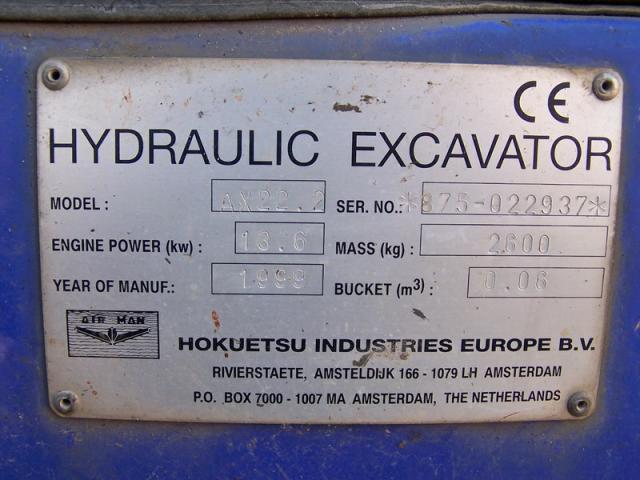 CE
HYDRAULIC EXCAVATOR
MODEL : AX22.2 SER. NO.: *875-022937*
ENGINE POWER (kw) : 13.6 MASS (kg) : 2600
YEAR OF MANUF.: 1999 BUCKET (m³) : 0.06
AIR MAN
HOKUETSU INDUSTRIES EUROPE B.V.
RIVIERSTAETE, AMSTELDIJK 166 - 1079 LH AMSTERDAM
P.O. BOX 7000 - 1007 MA AMSTERDAM, THE NETHERLANDS